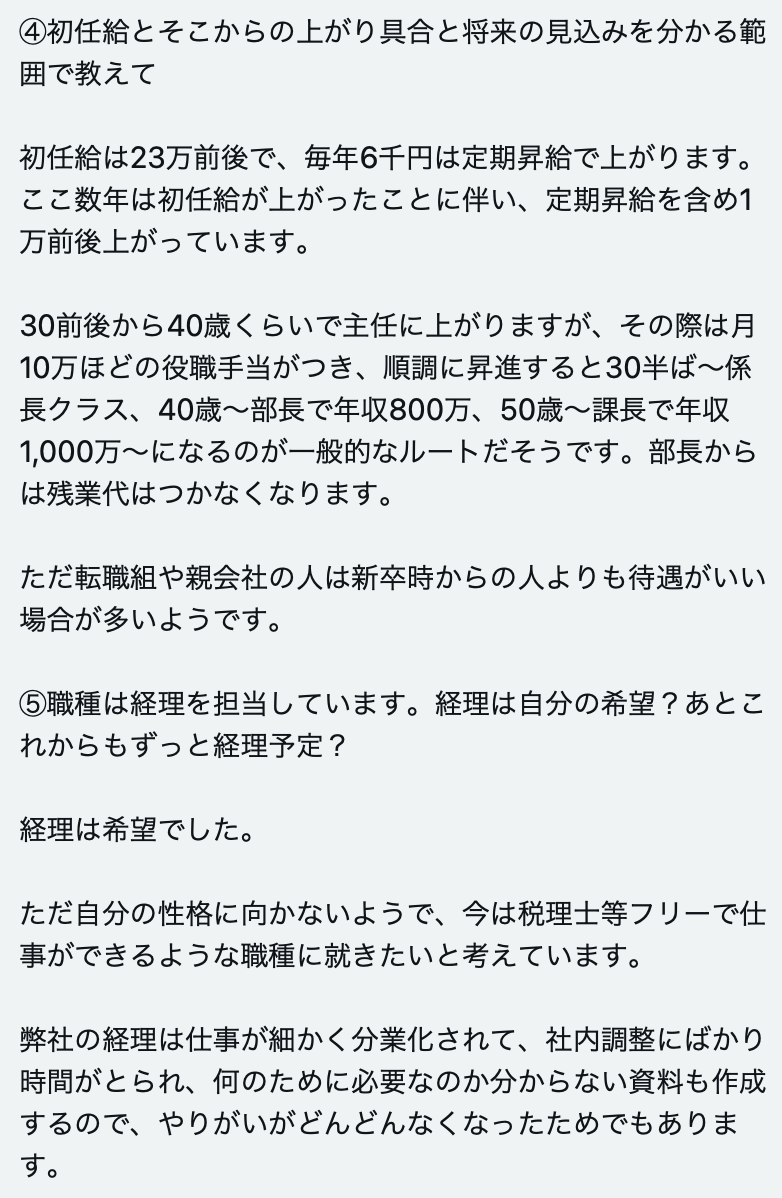 ④初任給とそこからの上がり具合と将来の見込みを分かる範
囲で教えて
初任給は23万前後で、毎年6千円は定期昇給で上がります。
ここ数年は初任給が上がったことに伴い、定期昇給を含め1
万前後上がっています。
30前後から40歳くらいで主任に上がりますが、その際は月
10万ほどの役職手当がつき、順調に昇進すると30半ば〜係
長クラス、40歳〜部長で年収800万、50歳〜課長で年収
1,000万〜になるのが一般的なルートだそうです。部長から
は残業代はつかなくなります。
ただ転職組や親会社の人は新卒時からの人よりも待遇がいい
場合が多いようです。
⑤職種は経理を担当しています。経理は自分の希望？あとこ
れからもずっと経理予定？
経理は希望でした。
ただ自分の性格に向かないようで、今は税理士等フリーで仕
事ができるような職種に就きたいと考えています。
弊社の経理は仕事が細かく分業化されて、社内調整にばかり
時間がとられ、何のために必要なのか分からない資料も作成
するので、やりがいがどんどんなくなったためでもありま
す。